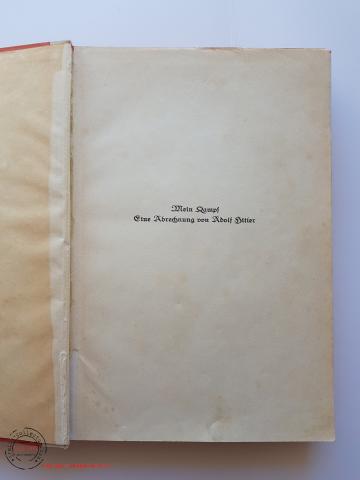 Mein Kampf
Eine Abrechnung von Adolf Hitler